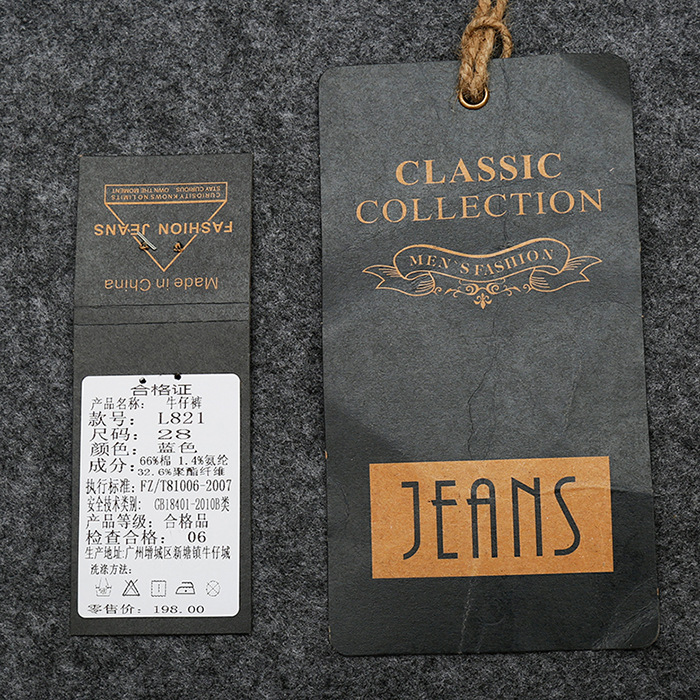 CURIOSITY KNOWS NO LIMITS
STAY CURIOUS. OWN THE MOMENT
FASHION JEANS
Made in China
合格证
产品名称: 牛仔裤
款号: L821
尺码: 28
颜色: 蓝色
成分: 66%棉 1.4%氨纶
32.6%聚酯纤维
执行标准: FZ/T81006-2007
安全技术类别: GB18401-2010B类
产品等级: 合格品
检查合格: 06
生产地址:广州增城区新塘镇牛仔城
洗涤方法:
零售价: 198.00
CLASSIC
COLLECTION
MEN'S FASHION
JEANS